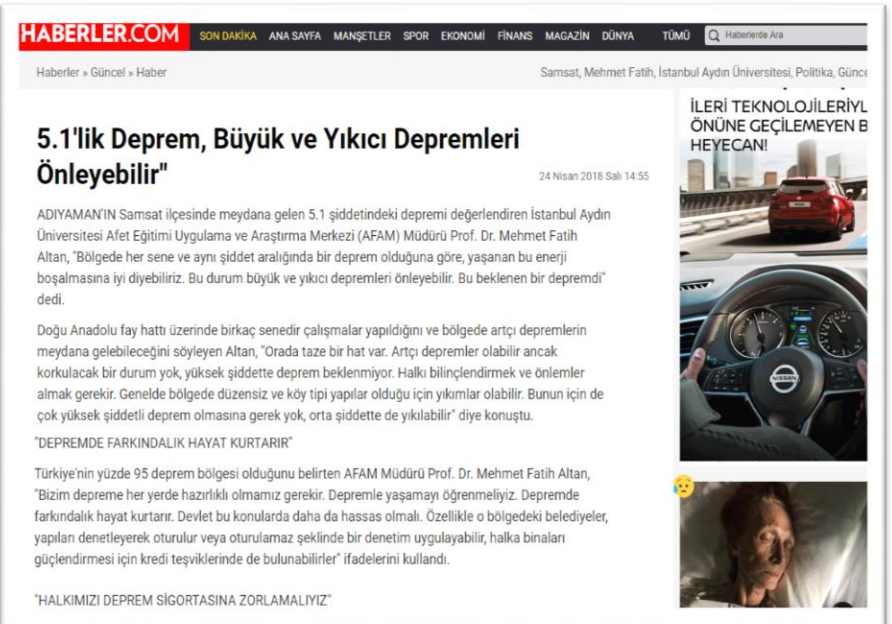 HABERLER.COM SON DAKİKA ANA SAYFA MANŞETLER SPOR EKONOMİ FİNANS MAGAZİN DÜNYA TÜMÜ Haberlerde Ara
Haberler » Güncel » Haber
Samsat, Mehmet Fatih, İstanbul Aydın Üniversitesi, Politika, Günce
5.1'lik Deprem, Büyük ve Yıkıcı Depremleri
Önleyebilir"
24 Nisan 2018 Salı 14:55
ADIYAMAN'IN Samsat ilçesinde meydana gelen 5.1 şiddetindeki depremi değerlendiren İstanbul Aydın
Üniversitesi Afet Eğitimi Uygulama ve Araştırma Merkezi (AFAM) Müdürü Prof. Dr. Mehmet Fatih
Altan, "Bölgede her sene ve aynı şiddet aralığında bir deprem olduğuna göre, yaşanan bu enerji
boşalmasına iyi diyebiliriz. Bu durum büyük ve yıkıcı depremleri önleyebilir. Bu beklenen bir depremdi"
dedi.
Doğu Anadolu fay hattı üzerinde birkaç senedir çalışmalar yapıldığını ve bölgede artçı depremlerin
meydana gelebileceğini söyleyen Altan, "Orada taze bir hat var. Artçı depremler olabilir ancak
korkulacak bir durum yok, yüksek şiddette deprem beklenmiyor. Halkı bilinçlendirmek ve önlemler
almak gerekir. Genelde bölgede düzensiz ve köy tipi yapılar olduğu için yıkımlar olabilir. Bunun için de
çok yüksek şiddetli deprem olmasına gerek yok, orta şiddette de yıkılabilir" diye konuştu.
"DEPREMDE FARKINDALIK HAYAT KURTARIR"
Türkiye'nin yüzde 95 deprem bölgesi olduğunu belirten AFAM Müdürü Prof. Dr. Mehmet Fatih Altan,
"Bizim depreme her yerde hazırlıklı olmamız gerekir. Depremle yaşamayı öğrenmeliyiz. Depremde
farkındalık hayat kurtarır. Devlet bu konularda daha da hassas olmalı. Özellikle o bölgedeki belediyeler,
yapıları denetleyerek oturulur veya oturulamaz şeklinde bir denetim uygulayabilir, halka binaları
güçlendirmesi için kredi teşviklerinde de bulunabilirler" ifadelerini kullandı.
"HALKIMIZI DEPREM SİGORTASINA ZORLAMALIYIZ"
İLERİ TEKNOLOJİLERİYL
ÖNÜNE GEÇİLEMEYEN B
HEYECAN!
NISSAN